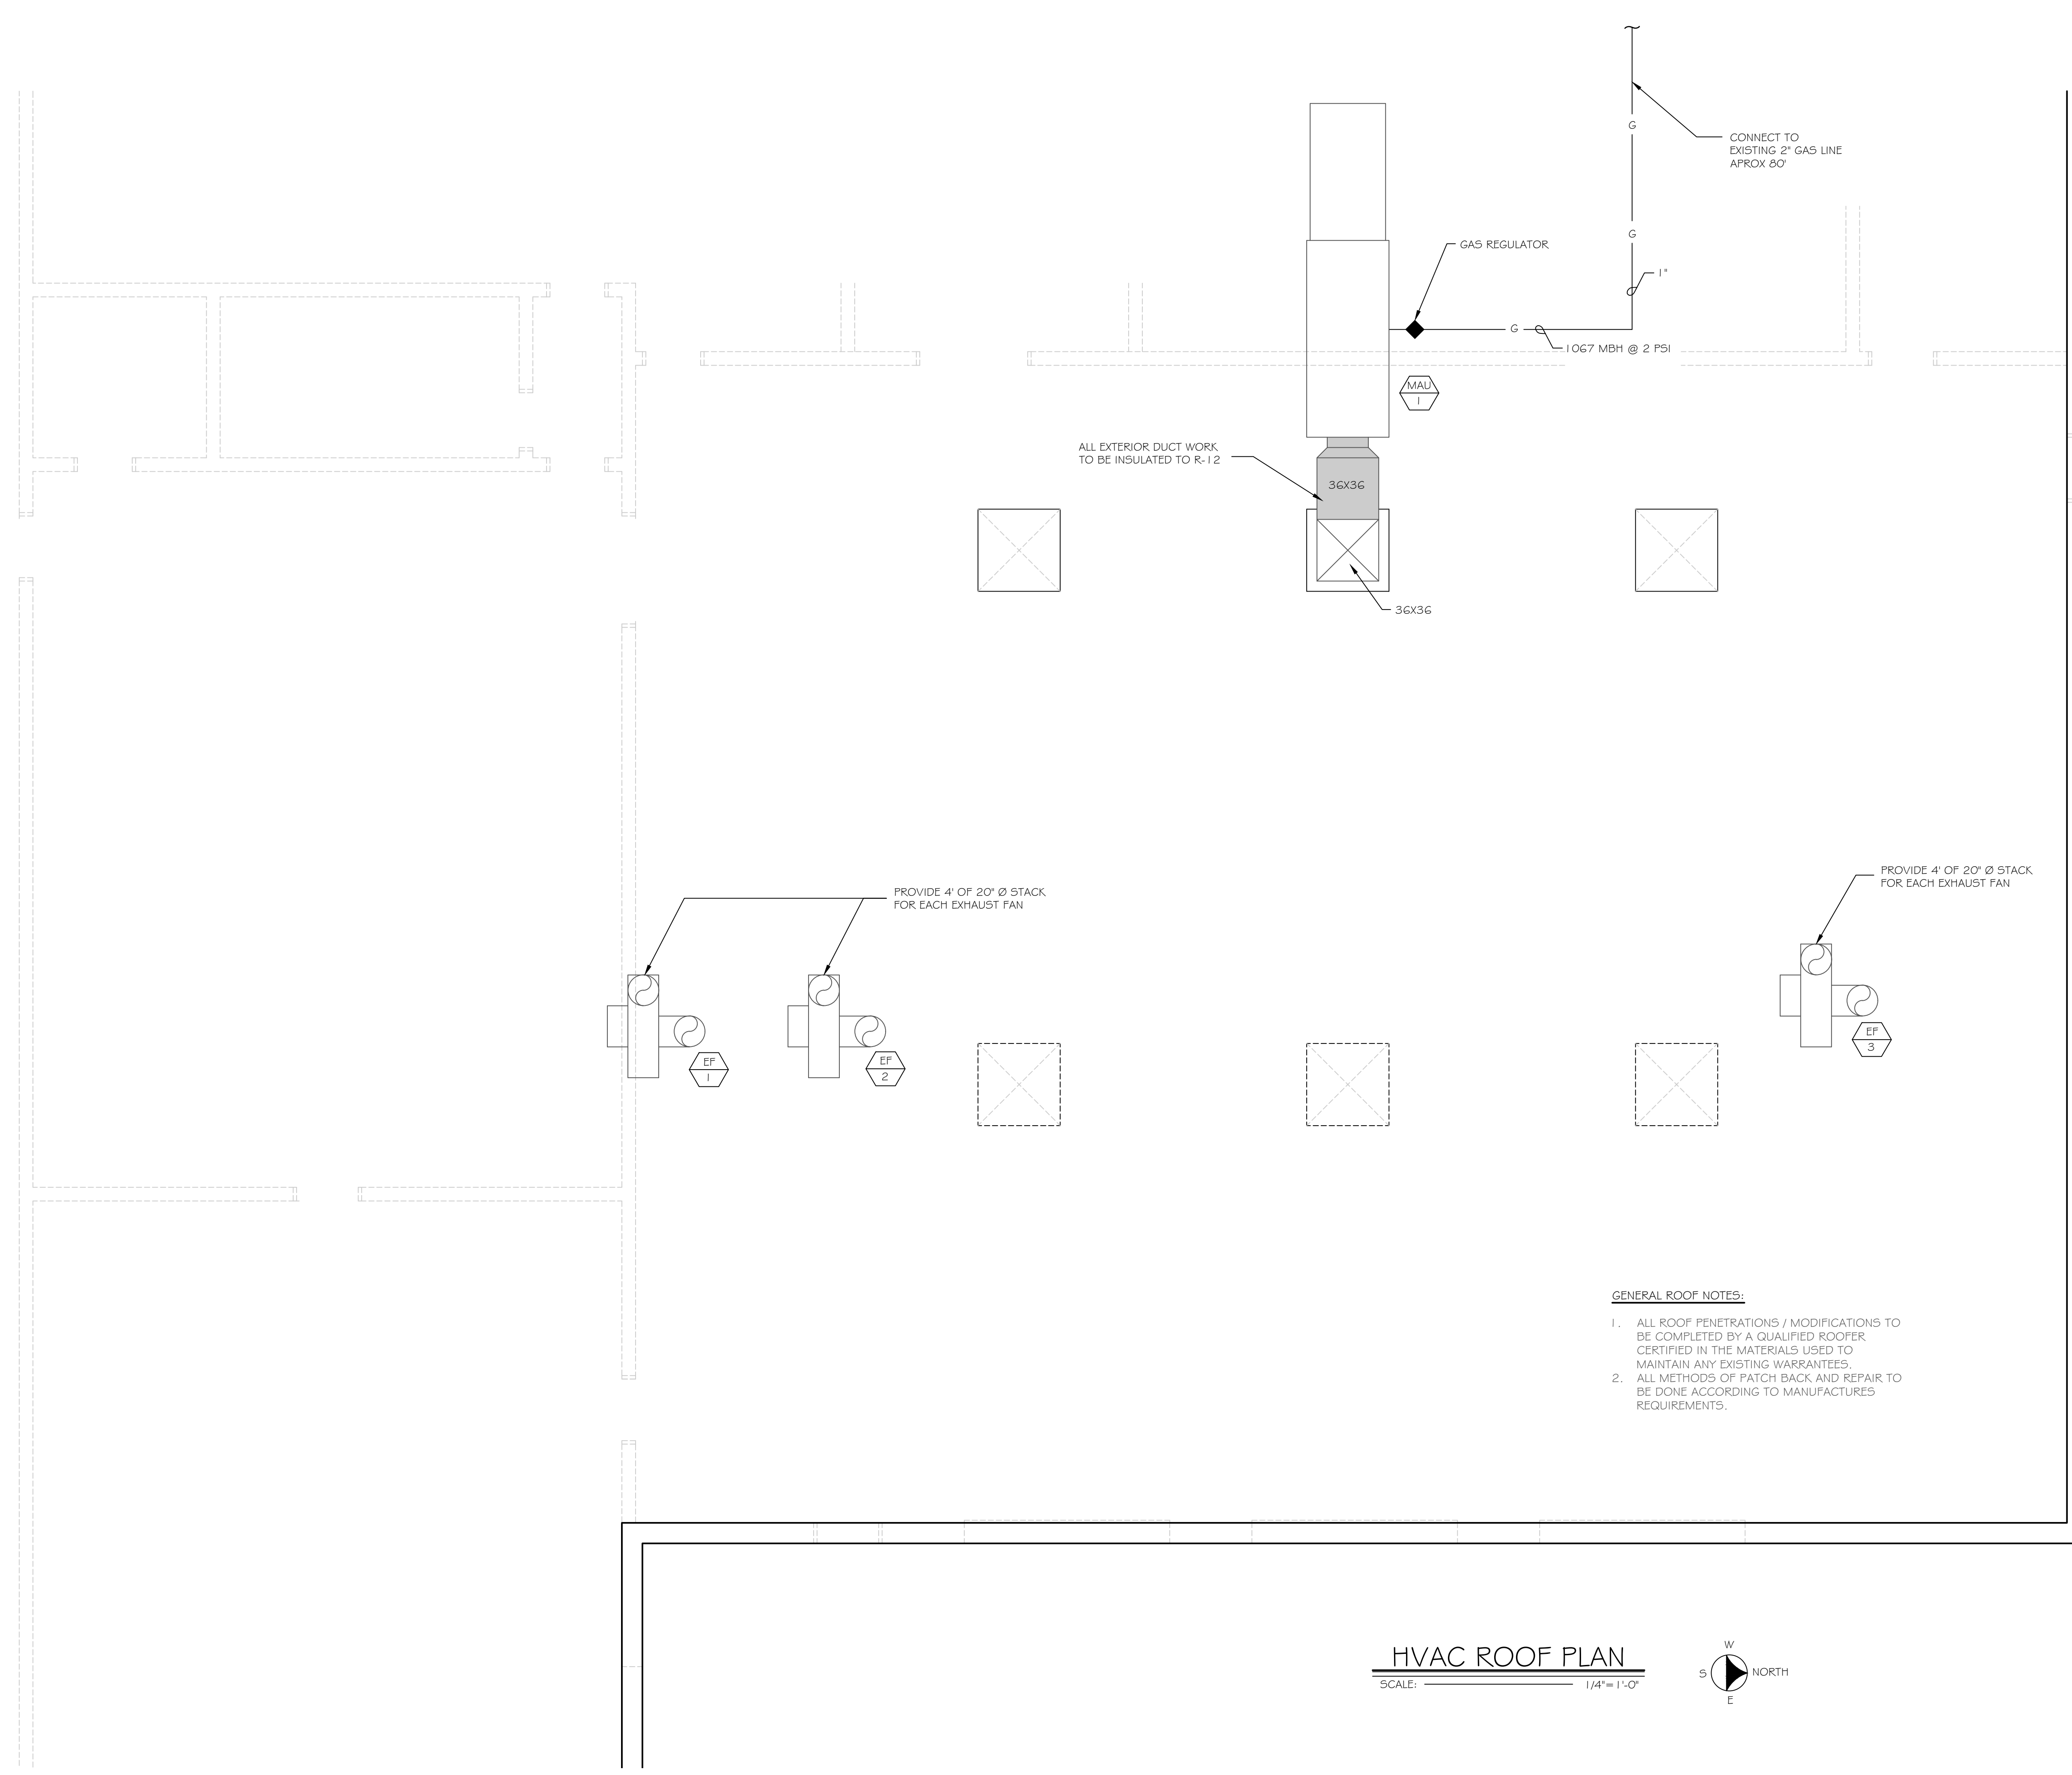 G
CONNECT TO
EXISTING 2" GAS LINE
APROX 80'
G
GAS REGULATOR
1"
G
1067 MBH @ 2 PSI
MAU
1
ALL EXTERIOR DUCT WORK
TO BE INSULATED TO R-12
36X36
36X36
PROVIDE 4' OF 20" Ø STACK
FOR EACH EXHAUST FAN
PROVIDE 4' OF 20" Ø STACK
FOR EACH EXHAUST FAN
EF
1
EF
2
EF
3
GENERAL ROOF NOTES:
1. ALL ROOF PENETRATIONS / MODIFICATIONS TO
BE COMPLETED BY A QUALIFIED ROOFER
CERTIFIED IN THE MATERIALS USED TO
MAINTAIN ANY EXISTING WARRANTEES.
2. ALL METHODS OF PATCH BACK AND REPAIR TO
BE DONE ACCORDING TO MANUFACTURES
REQUIREMENTS.
HVAC ROOF PLAN
SCALE: 1/4"=1'-0"
W
S NORTH
E